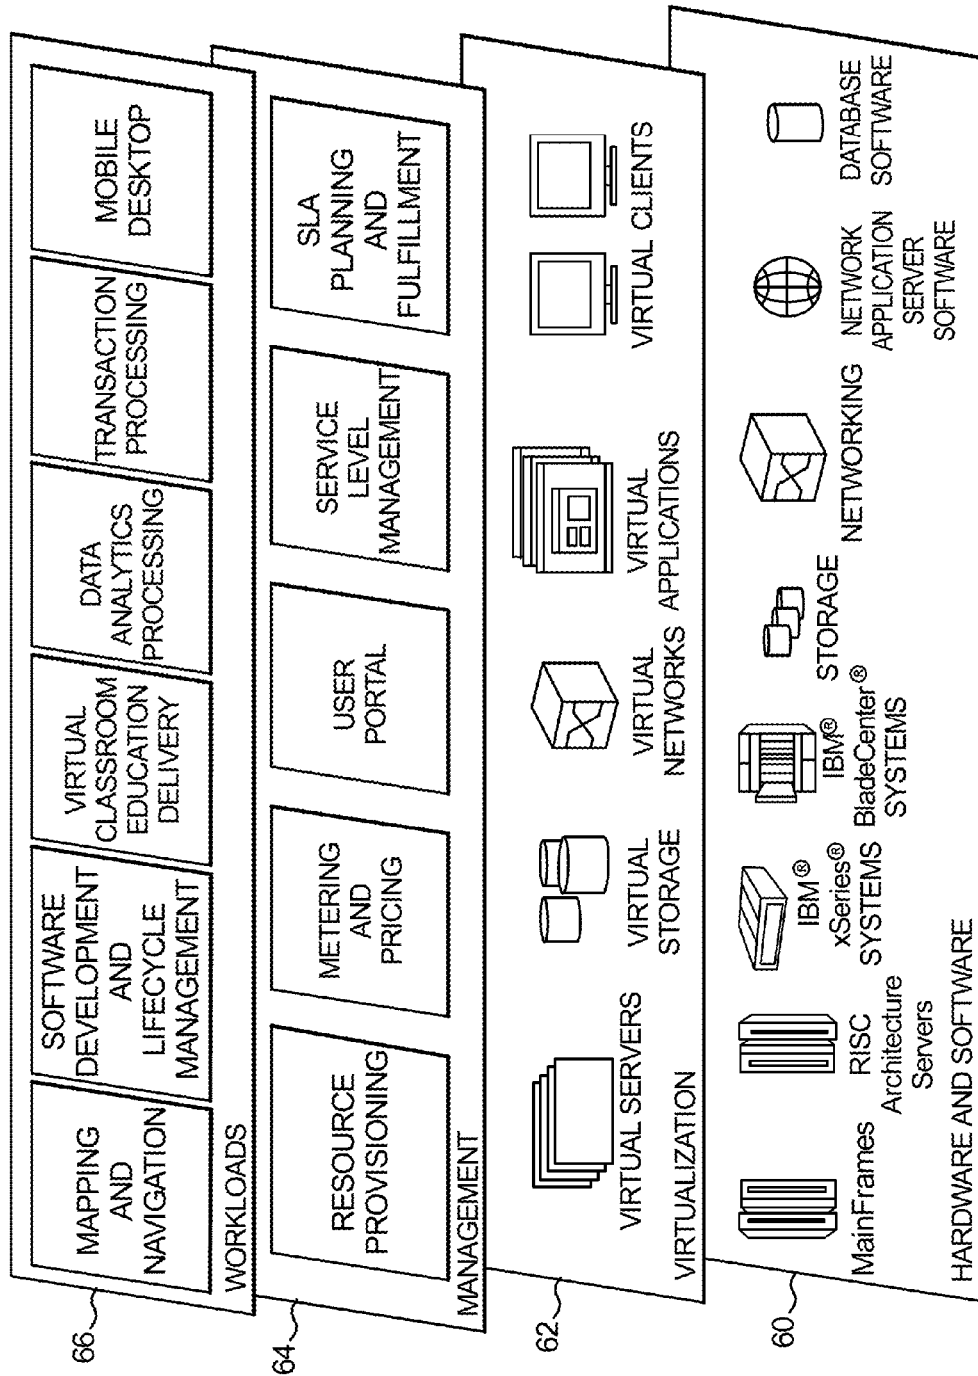 66
MAPPING
AND
NAVIGATION
SOFTWARE
DEVELOPMENT
AND
LIFECYCLE
MANAGEMENT
VIRTUAL
CLASSROOM
EDUCATION
DELIVERY
DATA
ANALYTICS
PROCESSING
TRANSACTION
PROCESSING
MOBILE
DESKTOP
WORKLOADS
64
RESOURCE
PROVISIONING
METERING
AND
PRICING
USER
PORTAL
SERVICE
LEVEL
MANAGEMENT
SLA
PLANNING
AND
FULFILLMENT
MANAGEMENT
62
VIRTUAL SERVERS
VIRTUAL
STORAGE
VIRTUAL
NETWORKS
VIRTUAL
APPLICATIONS
VIRTUAL CLIENTS
VIRTUALIZATION
60
MainFrames
RISC
Architecture
Servers
IBM®
xSeries®
SYSTEMS
IBM®
BladeCenter®
SYSTEMS
STORAGE
NETWORKING
NETWORK
APPLICATION
SERVER
SOFTWARE
DATABASE
SOFTWARE
HARDWARE AND SOFTWARE